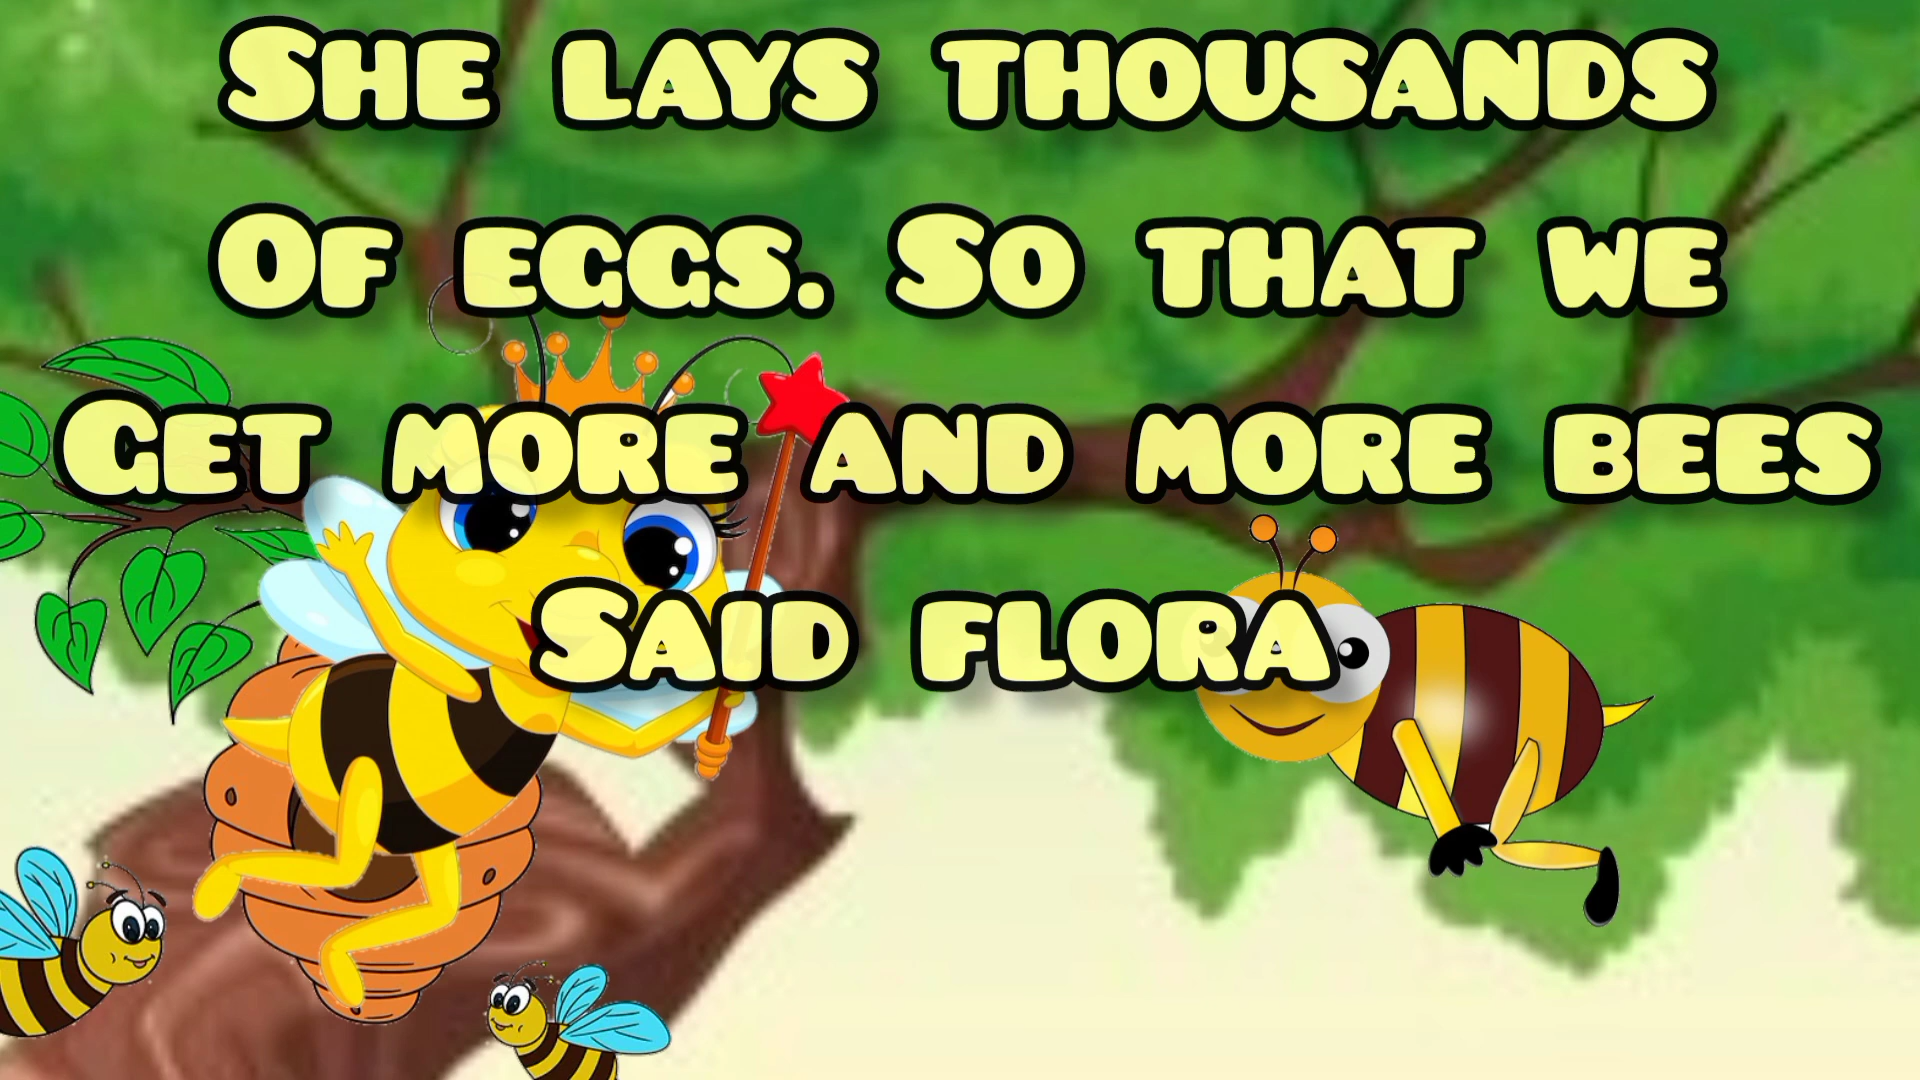 She lays thousands
Of eggs. So that we
Get more and more bees
Said flora